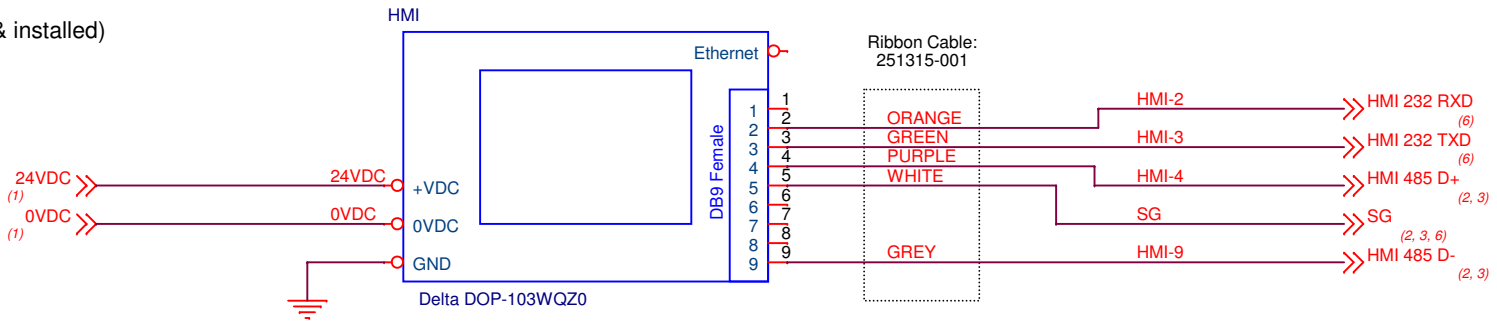 HMI
& installed)
Ribbon Cable:
251315-001
Ethernet
1 1
2 2 ORANGE HMI-2 HMI 232 RXD
(6)
3 3 GREEN HMI-3 HMI 232 TXD
(6)
4 4 PURPLE HMI-4 HMI 485 D+
(2, 3)
5 5 WHITE SG SG
(2, 3, 6)
6 6
7 7
8 8
9 9 GREY HMI-9 HMI 485 D-
(2, 3)
DB9 Female
24VDC 24VDC +VDC
(1)
0VDC 0VDC 0VDC
(1)
GND
Delta DOP-103WQZ0